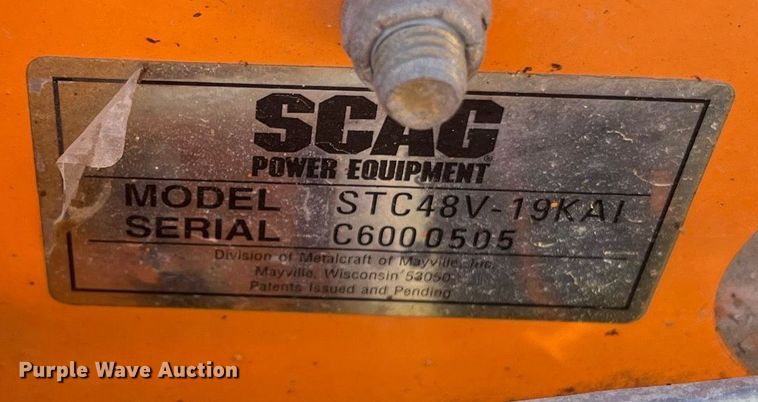 SCAG
POWER EQUIPMENT
MODEL STC48V-19KAI
SERIAL C6000505
Division of Metalcraft of Mayville, Inc.
Mayville, Wisconsin 53050
Patents Issued and Pending
Purple Wave Auction